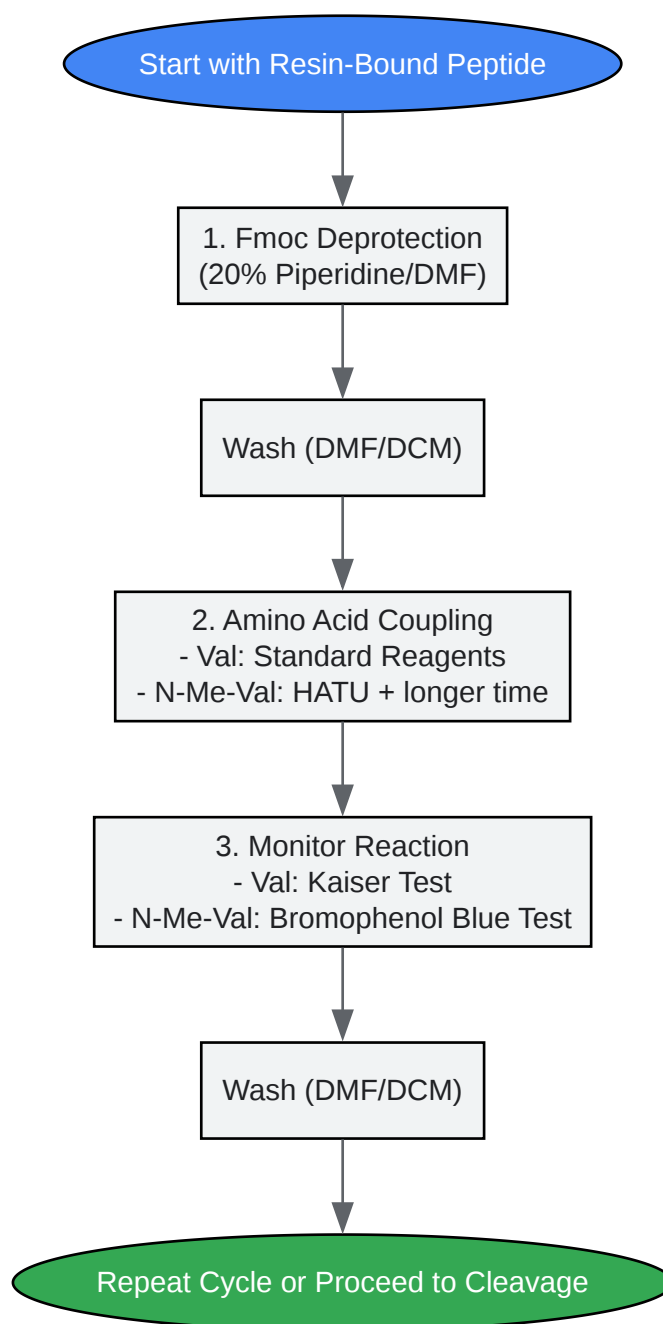 Start with Resin-Bound Peptide
1. Fmoc Deprotection
(20% Piperidine/DMF)
Wash (DMF/DCM)
2. Amino Acid Coupling
- Val: Standard Reagents
- N-Me-Val: HATU + longer time
3. Monitor Reaction
- Val: Kaiser Test
- N-Me-Val: Bromophenol Blue Test
Wash (DMF/DCM)
Repeat Cycle or Proceed to Cleavage